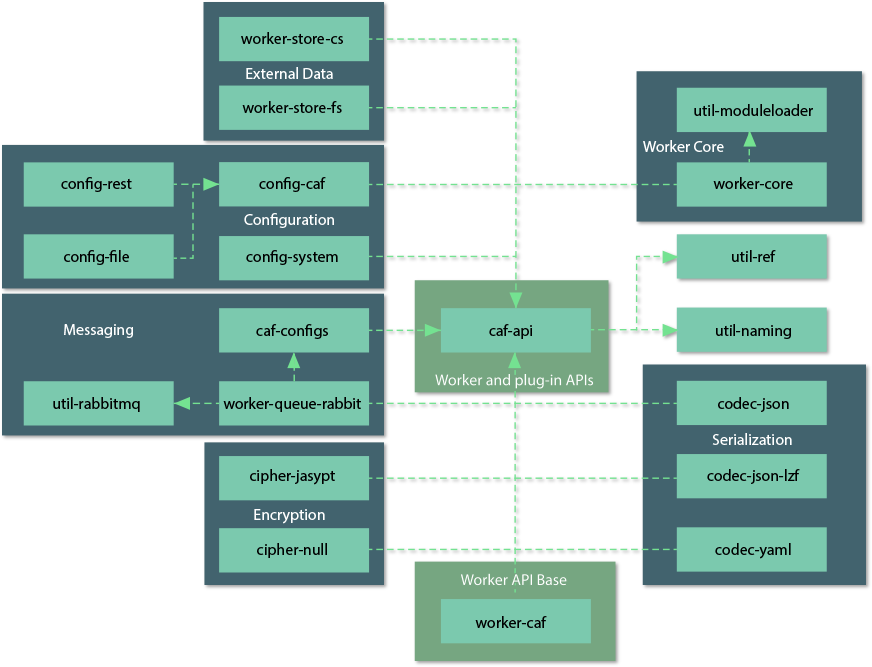 worker-store-cs
External Data
worker-store-fs
util-moduleloader
Worker Core
worker-core
config-rest
config-caf
Configuration
config-file
config-system
util-ref
Messaging
caf-configs
caf-api
util-naming
Worker and plug-in APIs
util-rabbitmq
worker-queue-rabbit
codec-json
Serialization
cipher-jasypt
codec-json-lzf
Encryption
cipher-null
codec-yaml
Worker API Base
worker-caf